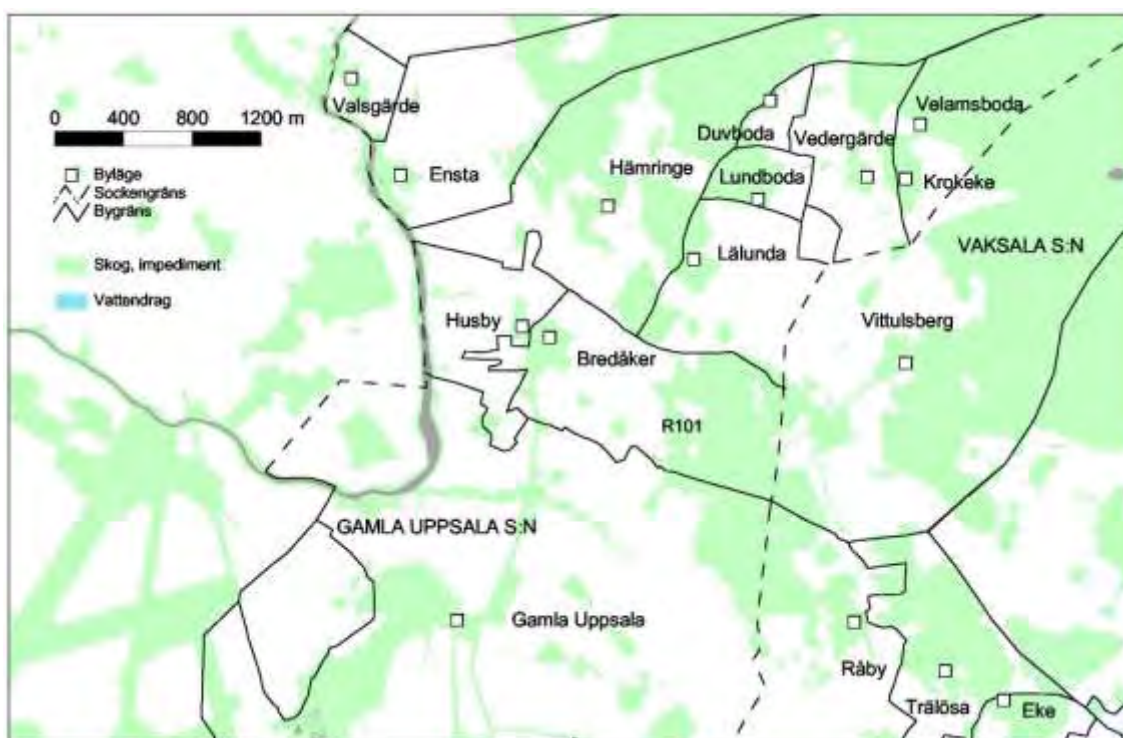 Valsgärde
0 400 800 1200 m
Byläge
Sockengräns
Bygräns
Skog, impediment
Vattendrag
Ensta
Hämringe
Duvboda
Vedergärde
Velamsboda
Lundboda
Krokeke
Lälunda
VAKSALA S:N
Husby
Bredåker
Vittulsberg
R101
GAMLA UPPSALA S:N
Gamla Uppsala
Råby
Trälösa
Eke